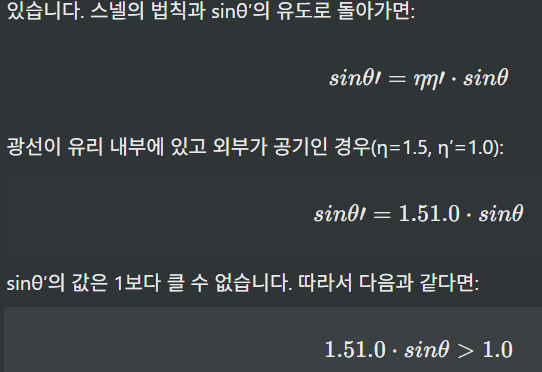 있습니다. 스넬의 법칙과 sinθ′의 유도로 돌아가면:
sinθ′ = ηη′ · sinθ
광선이 유리 내부에 있고 외부가 공기인 경우(η=1.5, η′=1.0):
sinθ′ = 1.51.0 · sinθ
sinθ′의 값은 1보다 클 수 없습니다. 따라서 다음과 같다면:
1.51.0 · sinθ > 1.0